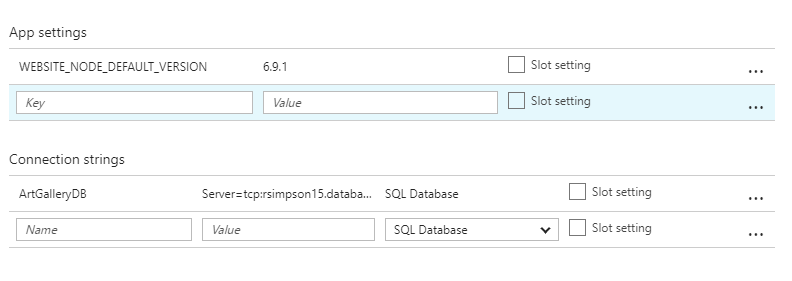 App settings
WEBSITE_NODE_DEFAULT_VERSION 6.9.1 Slot setting ...
Key Value Slot setting ...
Connection strings
ArtGalleryDB Server=tcp:rsimpson15.databa... SQL Database Slot setting ...
Name Value SQL Database Slot setting ...